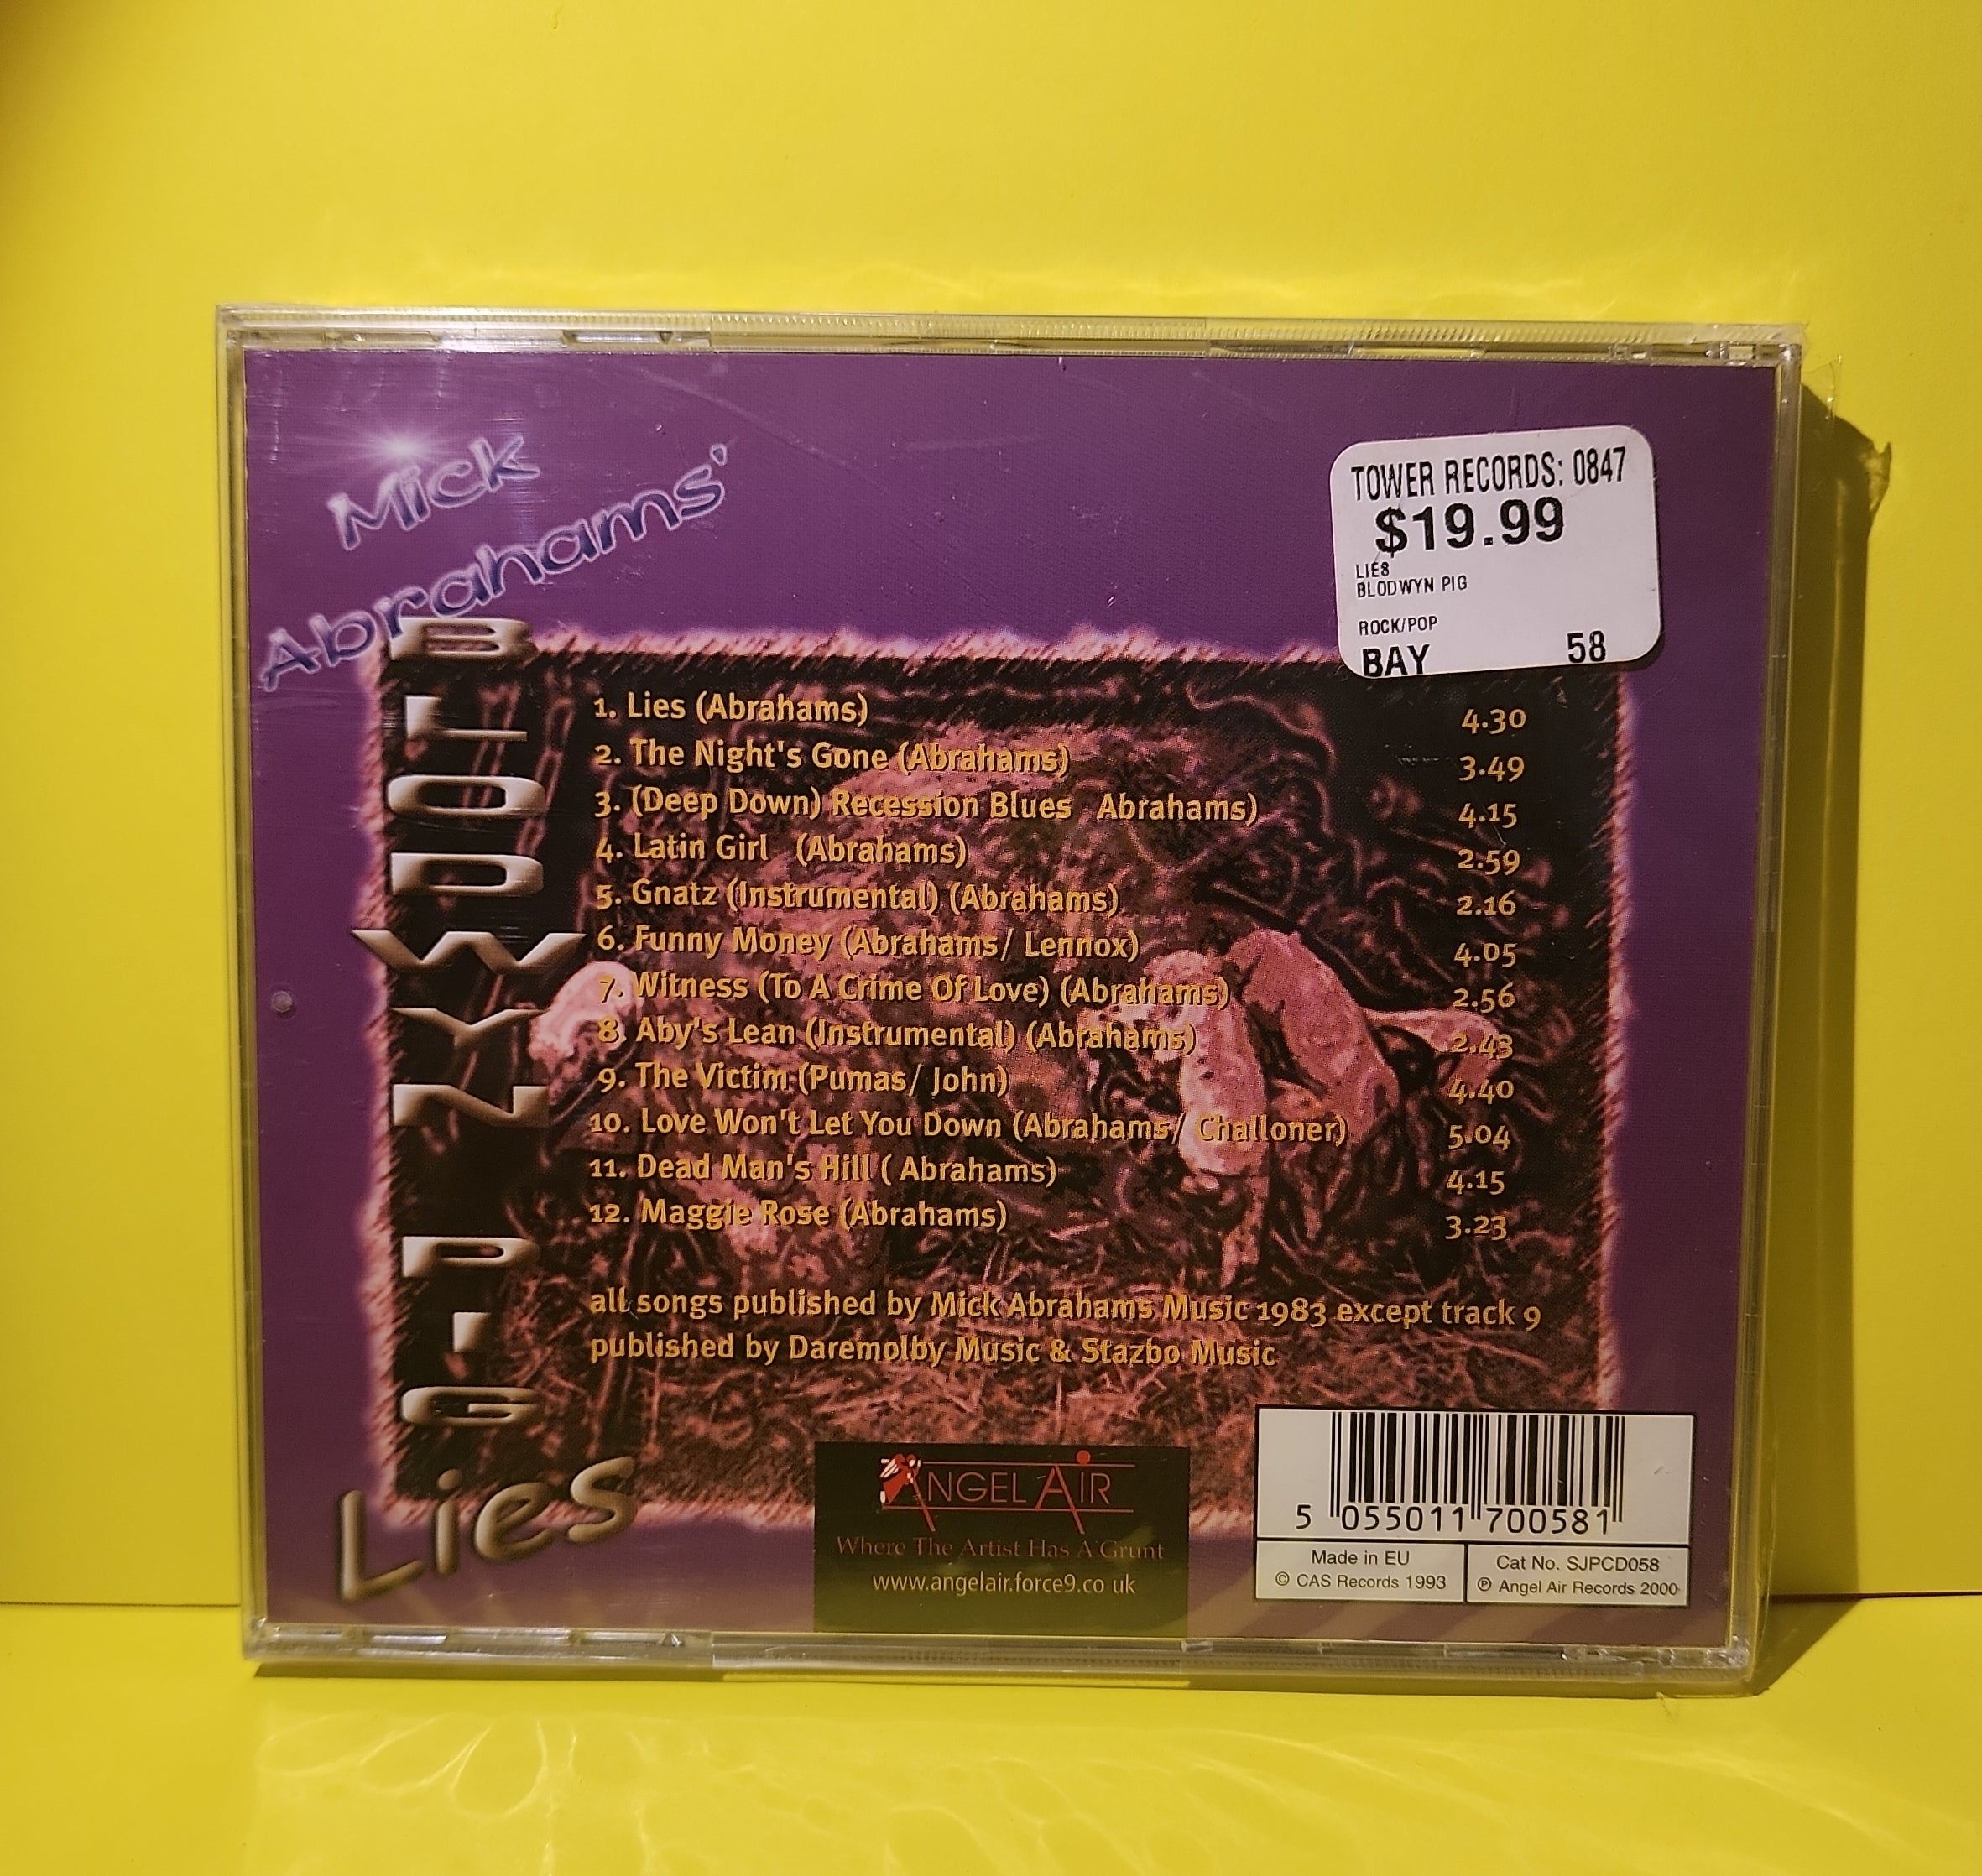 Mick
Abrahams'
BLODWYN PIG
Lies
TOWER RECORDS: 0847
$19.99
LIES
BLODWYN PIG
ROCK/POP
BAY 58
1. Lies (Abrahams) 4.30
2. The Night's Gone (Abrahams) 3.49
3. (Deep Down) Recession Blues Abrahams) 4.15
4. Latin Girl (Abrahams) 2.59
5. Gnatz (Instrumental) (Abrahams) 2.16
6. Funny Money (Abrahams/ Lennox) 4.05
7. Witness (To A Crime Of Love) (Abrahams) 2.56
8. Aby's Lean (Instrumental) (Abrahams) 2.43
9. The Victim (Pumas/ John) 4.40
10. Love Won't Let You Down (Abrahams/ Challoner) 5.04
11. Dead Man's Hill ( Abrahams) 4.15
12. Maggie Rose (Abrahams) 3.23
all songs published by Mick Abrahams Music 1983 except track 9
published by Daremolby Music & Stazbo Music
ANGEL AIR
Where The Artist Has A Grunt
www.angelair.force9.co uk
5 055011 700581
Made in EU
© CAS Records 1993
Cat No. SJPCD058
℗ Angel Air Records 2000